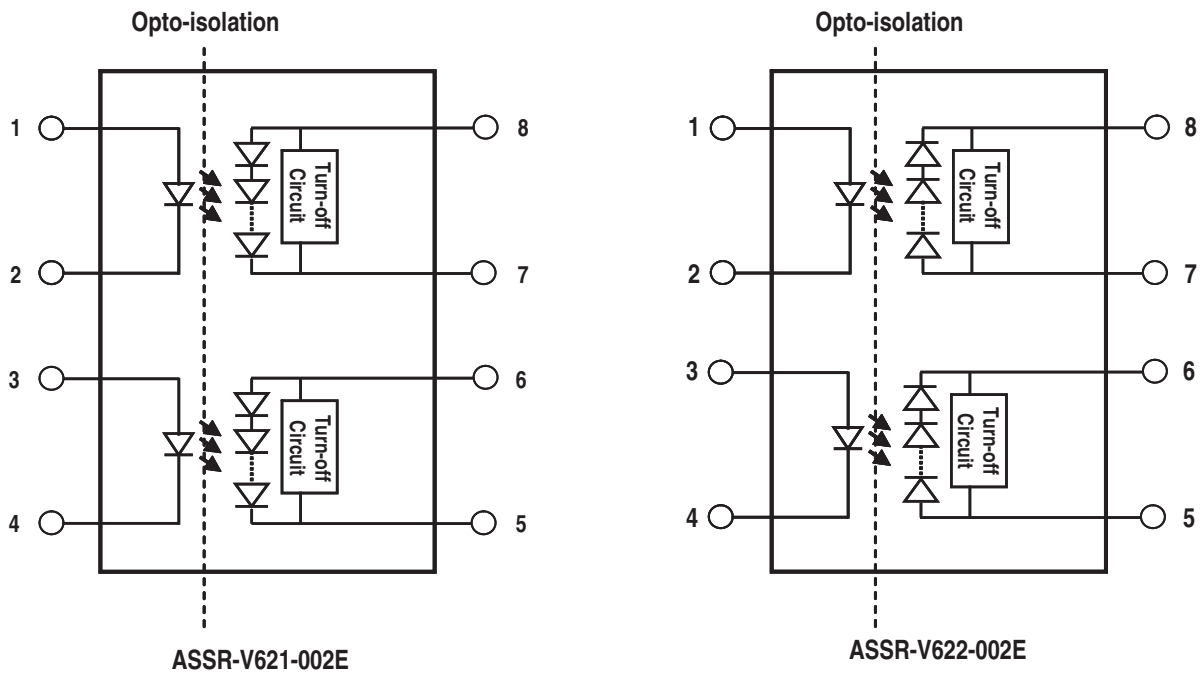 Opto-isolation
1
8
Turn-off
Circuit
2
7
3
6
Turn-off
Circuit
4
5
ASSR-V621-002E
Opto-isolation
1
8
Turn-off
Circuit
2
7
3
6
Turn-off
Circuit
4
5
ASSR-V622-002E